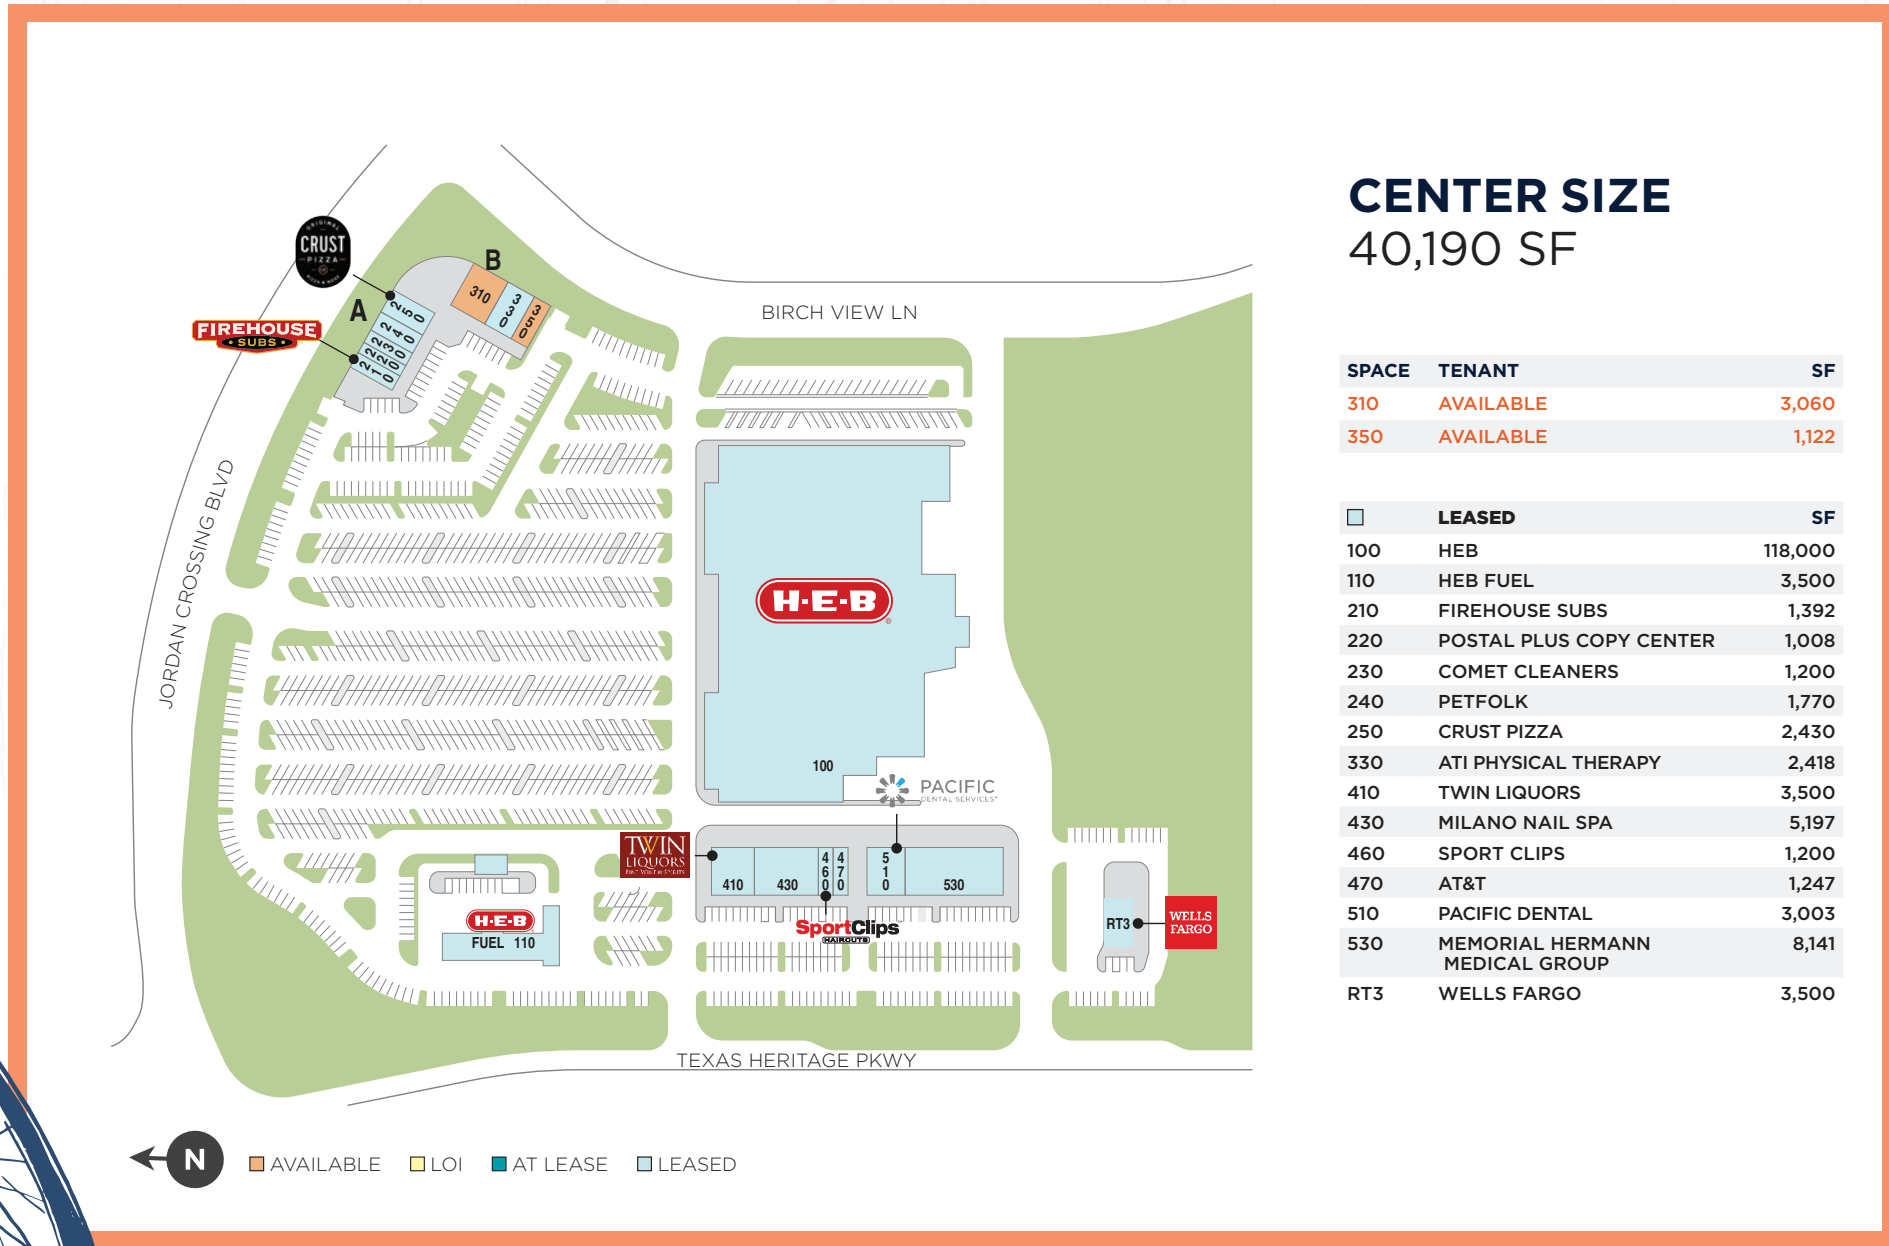 CENTER SIZE
40,190 SF
SPACE TENANT SF
310 AVAILABLE 3,060
350 AVAILABLE 1,122
LEASED SF
100 HEB 118,000
110 HEB FUEL 3,500
210 FIREHOUSE SUBS 1,392
220 POSTAL PLUS COPY CENTER 1,008
230 COMET CLEANERS 1,200
240 PETFOLK 1,770
250 CRUST PIZZA 2,430
330 ATI PHYSICAL THERAPY 2,418
410 TWIN LIQUORS 3,500
430 MILANO NAIL SPA 5,197
460 SPORT CLIPS 1,200
470 AT&T 1,247
510 PACIFIC DENTAL 3,003
530 MEMORIAL HERMANN 8,141
MEDICAL GROUP
RT3 WELLS FARGO 3,500
ORIGINAL
CRUST
PIZZA
FIREHOUSE
SUBS
A
B
310
330
350
250
240
230
220
210
BIRCH VIEW LN
JORDAN CROSSING BLVD
H-E-B
®
100
PACIFIC
DENTAL SERVICES
TWIN
LIQUORS
FINE WINE & SPIRITS
410
430
460
470
510
530
SportClips
HAIRCUTS
H-E-B
FUEL 110
RT3
WELLS
FARGO
TEXAS HERITAGE PKWY
N
AVAILABLE
LOI
AT LEASE
LEASED